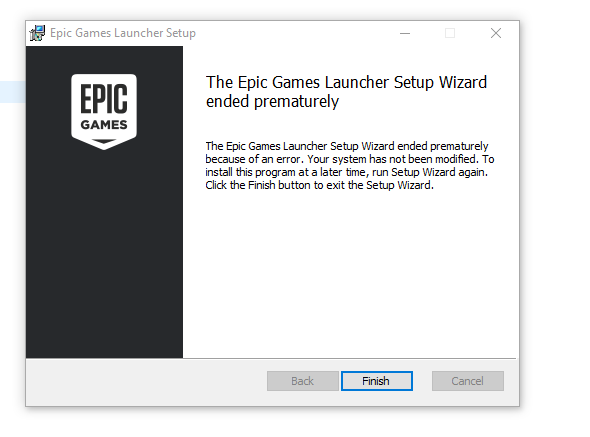 Epic Games Launcher Setup
EPIC
GAMES
The Epic Games Launcher Setup Wizard
ended prematurely
The Epic Games Launcher Setup Wizard ended prematurely
because of an error. Your system has not been modified. To
install this program at a later time, run Setup Wizard again.
Click the Finish button to exit the Setup Wizard.
Back
Finish
Cancel